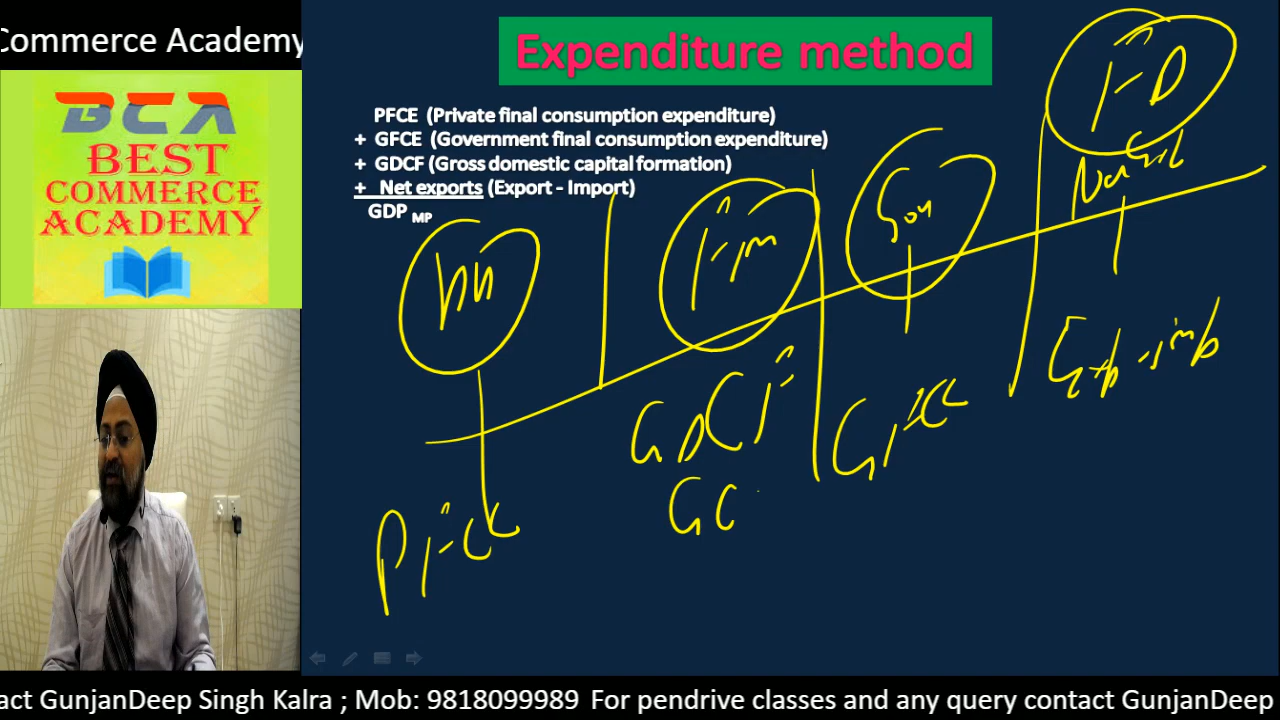 Commerce Academy
Expenditure method
BCA
BEST
COMMERCE
ACADEMY
PFCE (Private final consumption expenditure)
+ GFCE (Government final consumption expenditure)
+ GDCF (Gross domestic capital formation)
+ Net exports (Export - Import)
GDP MP
HH
Firm
Gov
F-D
GDCF
GFCE
Exp - imp
PFCE
GC
act GunjanDeep Singh Kalra ; Mob: 9818099989 For pendrive classes and any query contact GunjanDeep